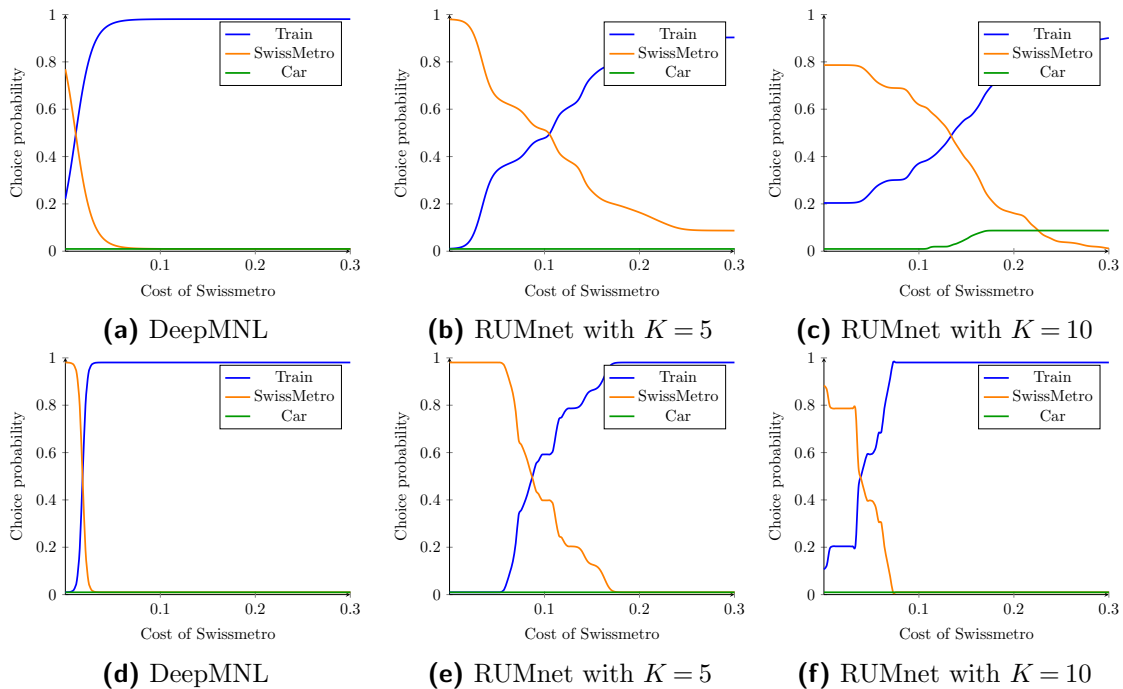 1
0.8
0.6
0.4
0.2
0
0.1
0.2
0.3
Choice probability
Cost of Swissmetro
Train
SwissMetro
Car
(a) DeepMNL
1
0.8
0.6
0.4
0.2
0
0.1
0.2
0.3
Choice probability
Cost of Swissmetro
Train
SwissMetro
Car
(b) RUMnet with K = 5
1
0.8
0.6
0.4
0.2
0
0.1
0.2
0.3
Choice probability
Cost of Swissmetro
Train
SwissMetro
Car
(c) RUMnet with K = 10
1
0.8
0.6
0.4
0.2
0
0.1
0.2
0.3
Choice probability
Cost of Swissmetro
Train
SwissMetro
Car
(d) DeepMNL
1
0.8
0.6
0.4
0.2
0
0.1
0.2
0.3
Choice probability
Cost of Swissmetro
Train
SwissMetro
Car
(e) RUMnet with K = 5
1
0.8
0.6
0.4
0.2
0
0.1
0.2
0.3
Choice probability
Cost of Swissmetro
Train
SwissMetro
Car
(f) RUMnet with K = 10